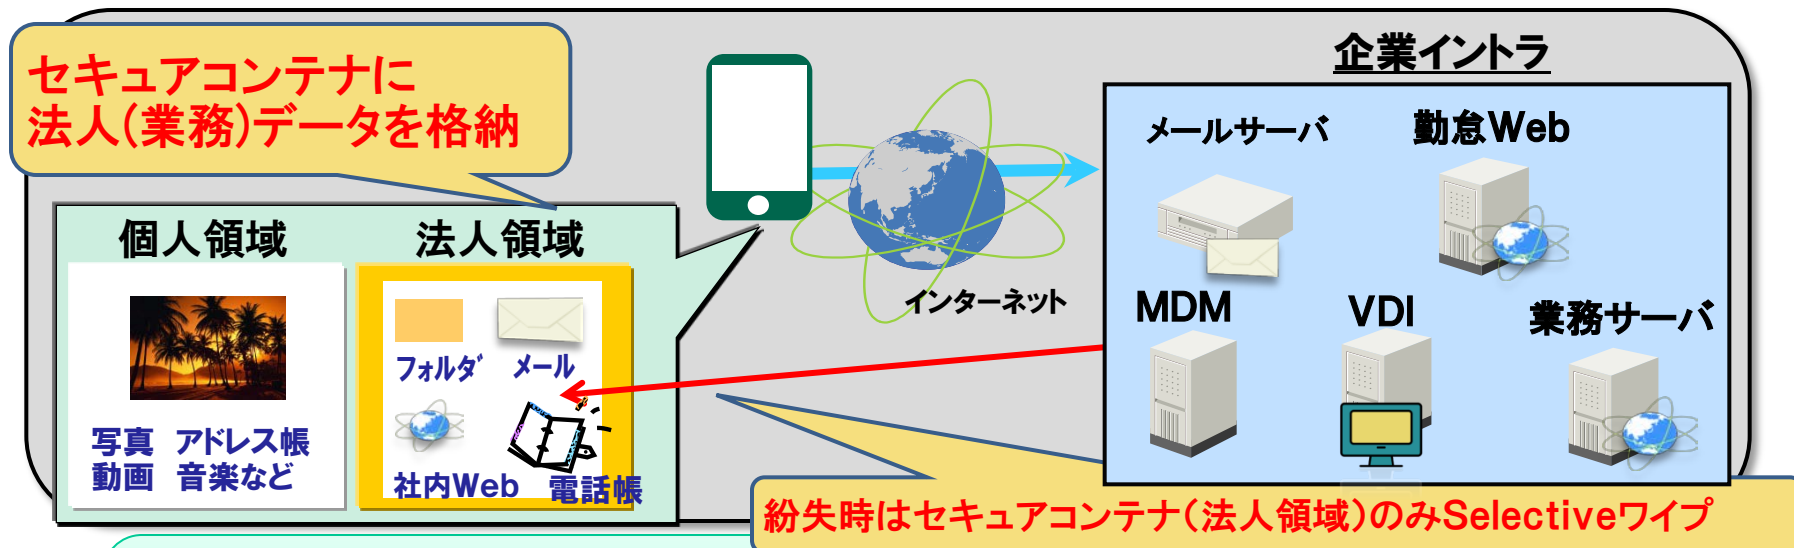 セキュアコンテナに
法人(業務)データを格納
企業イントラ
メールサーバ
勤怠Web
個人領域
法人領域
インターネット
MDM
VDI
業務サーバ
フォルダ
メール
写真 アドレス帳
動画 音楽など
社内Web
電話帳
紛失時はセキュアコンテナ（法人領域）のみSelectiveワイプ